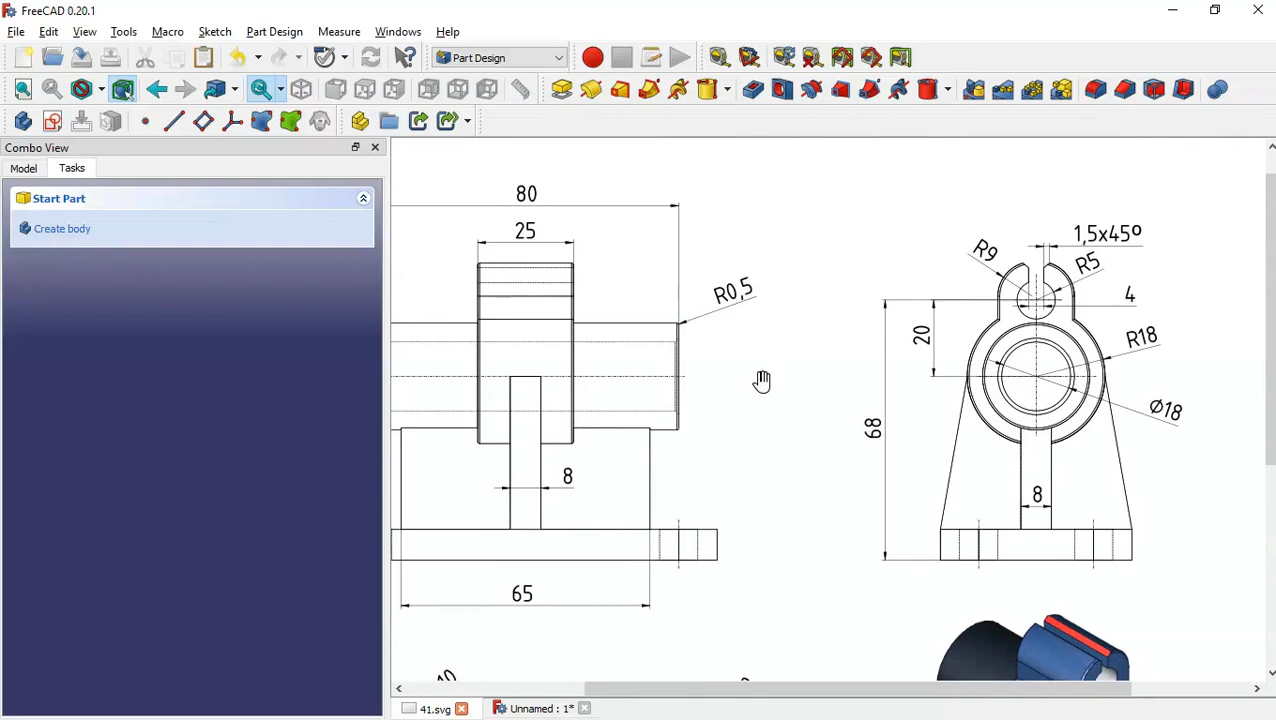 FreeCAD 0.20.1
File Edit View Tools Macro Sketch Part Design Measure Windows Help
Part Design
Combo View
Model Tasks
Start Part
Create body
80
25
R0,5
8
65
1,5x45º
R9
R5
4
20
R18
Ø18
68
8
41.svg
Unnamed : 1*